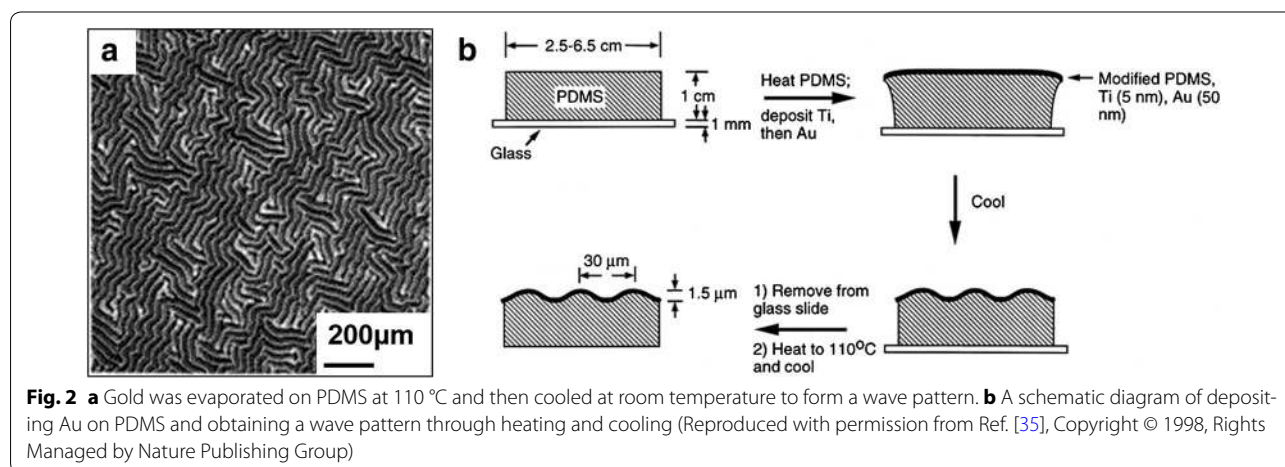 a
200μm
b
2.5-6.5 cm
PDMS
1 cm
1 mm
Glass
Heat PDMS;
deposit Ti,
then Au
Modified PDMS,
Ti (5 nm), Au (50
nm)
Cool
30 μm
1.5 μm
1) Remove from
glass slide
2) Heat to 110°C
and cool
Fig. 2 a Gold was evaporated on PDMS at 110 °C and then cooled at room temperature to form a wave pattern. b A schematic diagram of deposit-
ing Au on PDMS and obtaining a wave pattern through heating and cooling (Reproduced with permission from Ref. [35], Copyright © 1998, Rights
Managed by Nature Publishing Group)